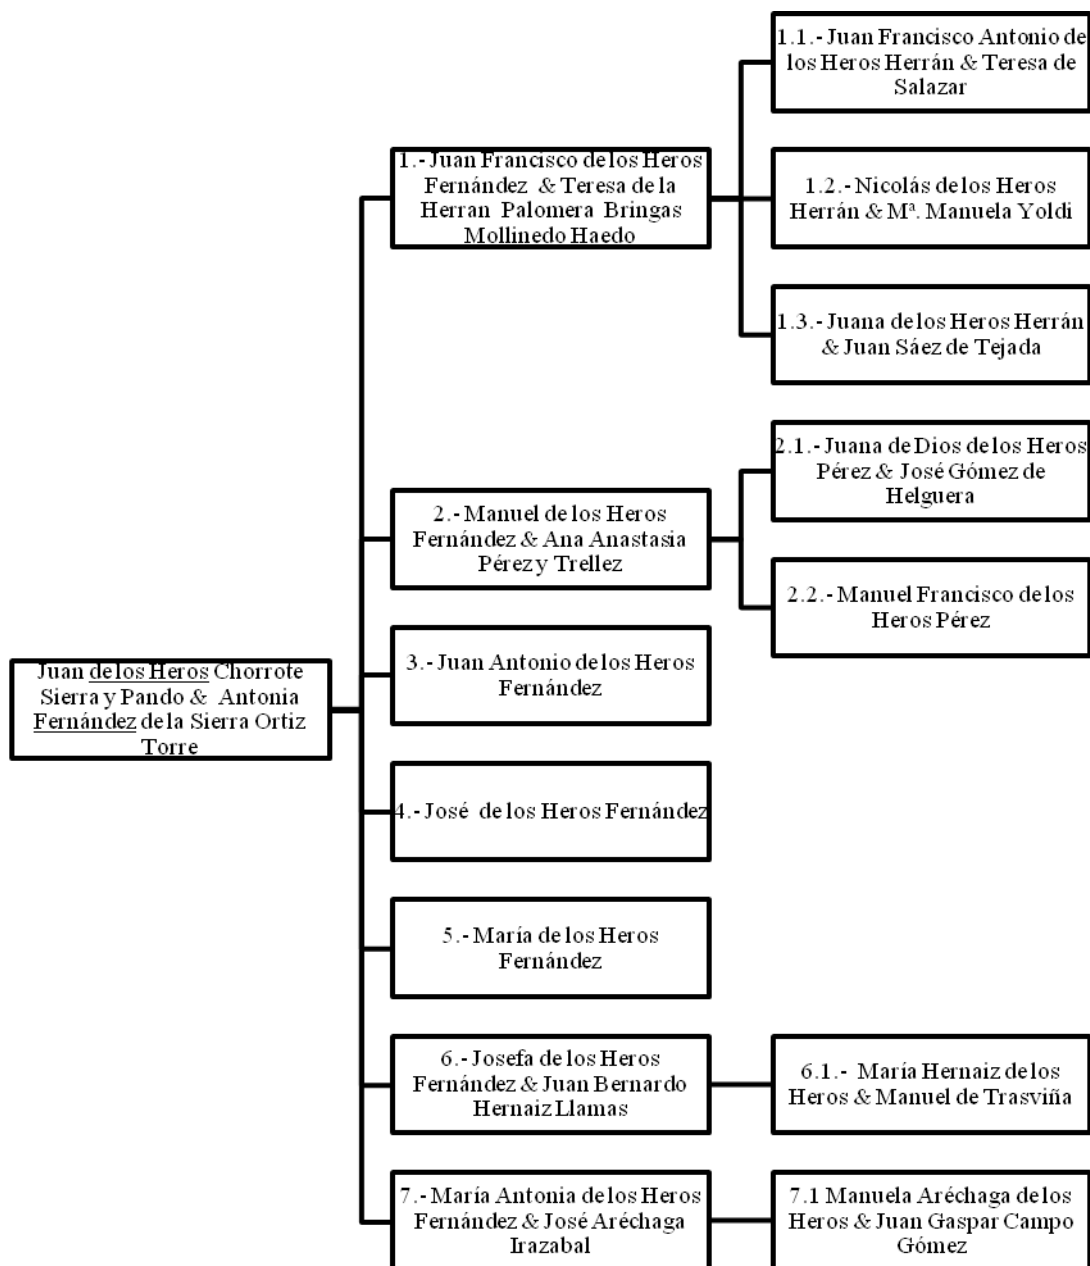 Juan de los Heros Chorrote
Sierra y Pando & Antonia
Fernández de la Sierra Ortiz
Torre
1.- Juan Francisco de los Heros
Fernández & Teresa de la
Herran Palomera Bringas
Mollinedo Haedo
1.1.- Juan Francisco Antonio de
los Heros Herrán & Teresa de
Salazar
1.2.- Nicolás de los Heros
Herrán & Mª. Manuela Yoldi
1.3.- Juana de los Heros Herrán
& Juan Sáez de Tejada
2.- Manuel de los Heros
Fernández & Ana Anastasia
Pérez y Trellez
2.1.- Juana de Dios de los Heros
Pérez & José Gómez de
Helguera
2.2.- Manuel Francisco de los
Heros Pérez
3.- Juan Antonio de los Heros
Fernández
4.- José de los Heros Fernández
5.- María de los Heros
Fernández
6.- Josefa de los Heros
Fernández & Juan Bernardo
Hernaiz Llamas
6.1.- María Hernaiz de los
Heros & Manuel de Trasviña
7.- María Antonia de los Heros
Fernández & José Aréchaga
Irazabal
7.1 Manuela Aréchaga de los
Heros & Juan Gaspar Campo
Gómez